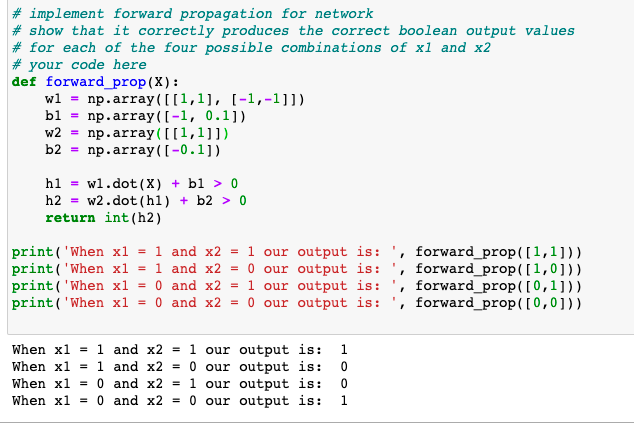 # implement forward propagation for network
# show that it correctly produces the correct boolean output values
# for each of the four possible combinations of x1 and x2
# your code here
def forward_prop(X):
    w1 = np.array([[1,1], [-1,-1]])
    b1 = np.array([-1, 0.1])
    w2 = np.array([[1,1]])
    b2 = np.array([-0.1])

    h1 = w1.dot(X) + b1 > 0
    h2 = w2.dot(h1) + b2 > 0
    return int(h2)

print('When x1 = 1 and x2 = 1 our output is: ', forward_prop([1,1]))
print('When x1 = 1 and x2 = 0 our output is: ', forward_prop([1,0]))
print('When x1 = 0 and x2 = 1 our output is: ', forward_prop([0,1]))
print('When x1 = 0 and x2 = 0 our output is: ', forward_prop([0,0]))

When x1 = 1 and x2 = 1 our output is:  1
When x1 = 1 and x2 = 0 our output is:  0
When x1 = 0 and x2 = 1 our output is:  0
When x1 = 0 and x2 = 0 our output is:  1